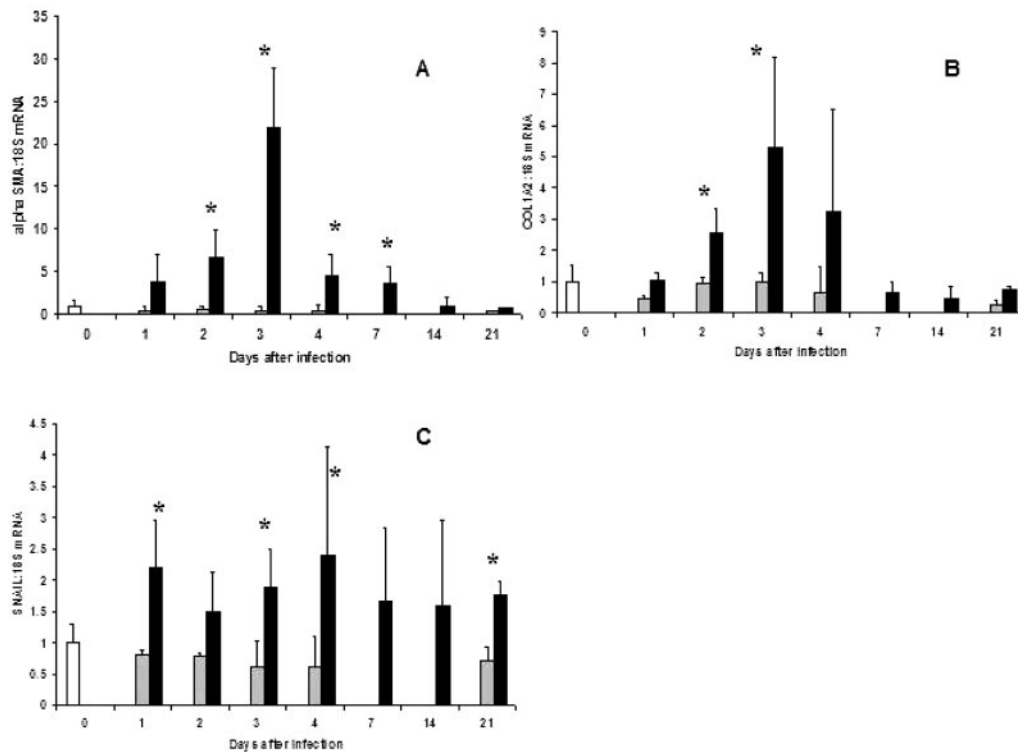 A
alpha SMA:18S mRNA
35
30
25
20
15
10
5
0
* * * *
0 1 2 3 4 7 14 21
Days after infection
B
COL1A2:18S mRNA
9
8
7
6
5
4
3
2
1
0
* *
0 1 2 3 4 7 14 21
Days after infection
C
SNAIL:18S mRNA
4.5
4
3.5
3
2.5
2
1.5
1
0.5
0
* * * *
0 1 2 3 4 7 14 21
Days after infection